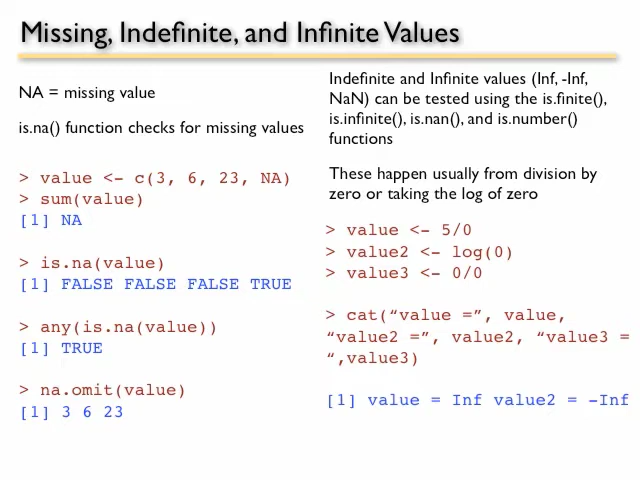 Missing, Indefinite, and Infinite Values
NA = missing value
is.na() function checks for missing values
> value <- c(3, 6, 23, NA)
> sum(value)
[1] NA
> is.na(value)
[1] FALSE FALSE FALSE TRUE
> any(is.na(value))
[1] TRUE
> na.omit(value)
[1] 3 6 23
Indefinite and Infinite values (Inf, -Inf,
NaN) can be tested using the is.finite(),
is.infinite(), is.nan(), and is.number()
functions
These happen usually from division by
zero or taking the log of zero
> value <- 5/0
> value2 <- log(0)
> value3 <- 0/0
> cat(“value =”, value,
“value2 =”, value2, “value3 =
“,value3)
[1] value = Inf value2 = -Inf